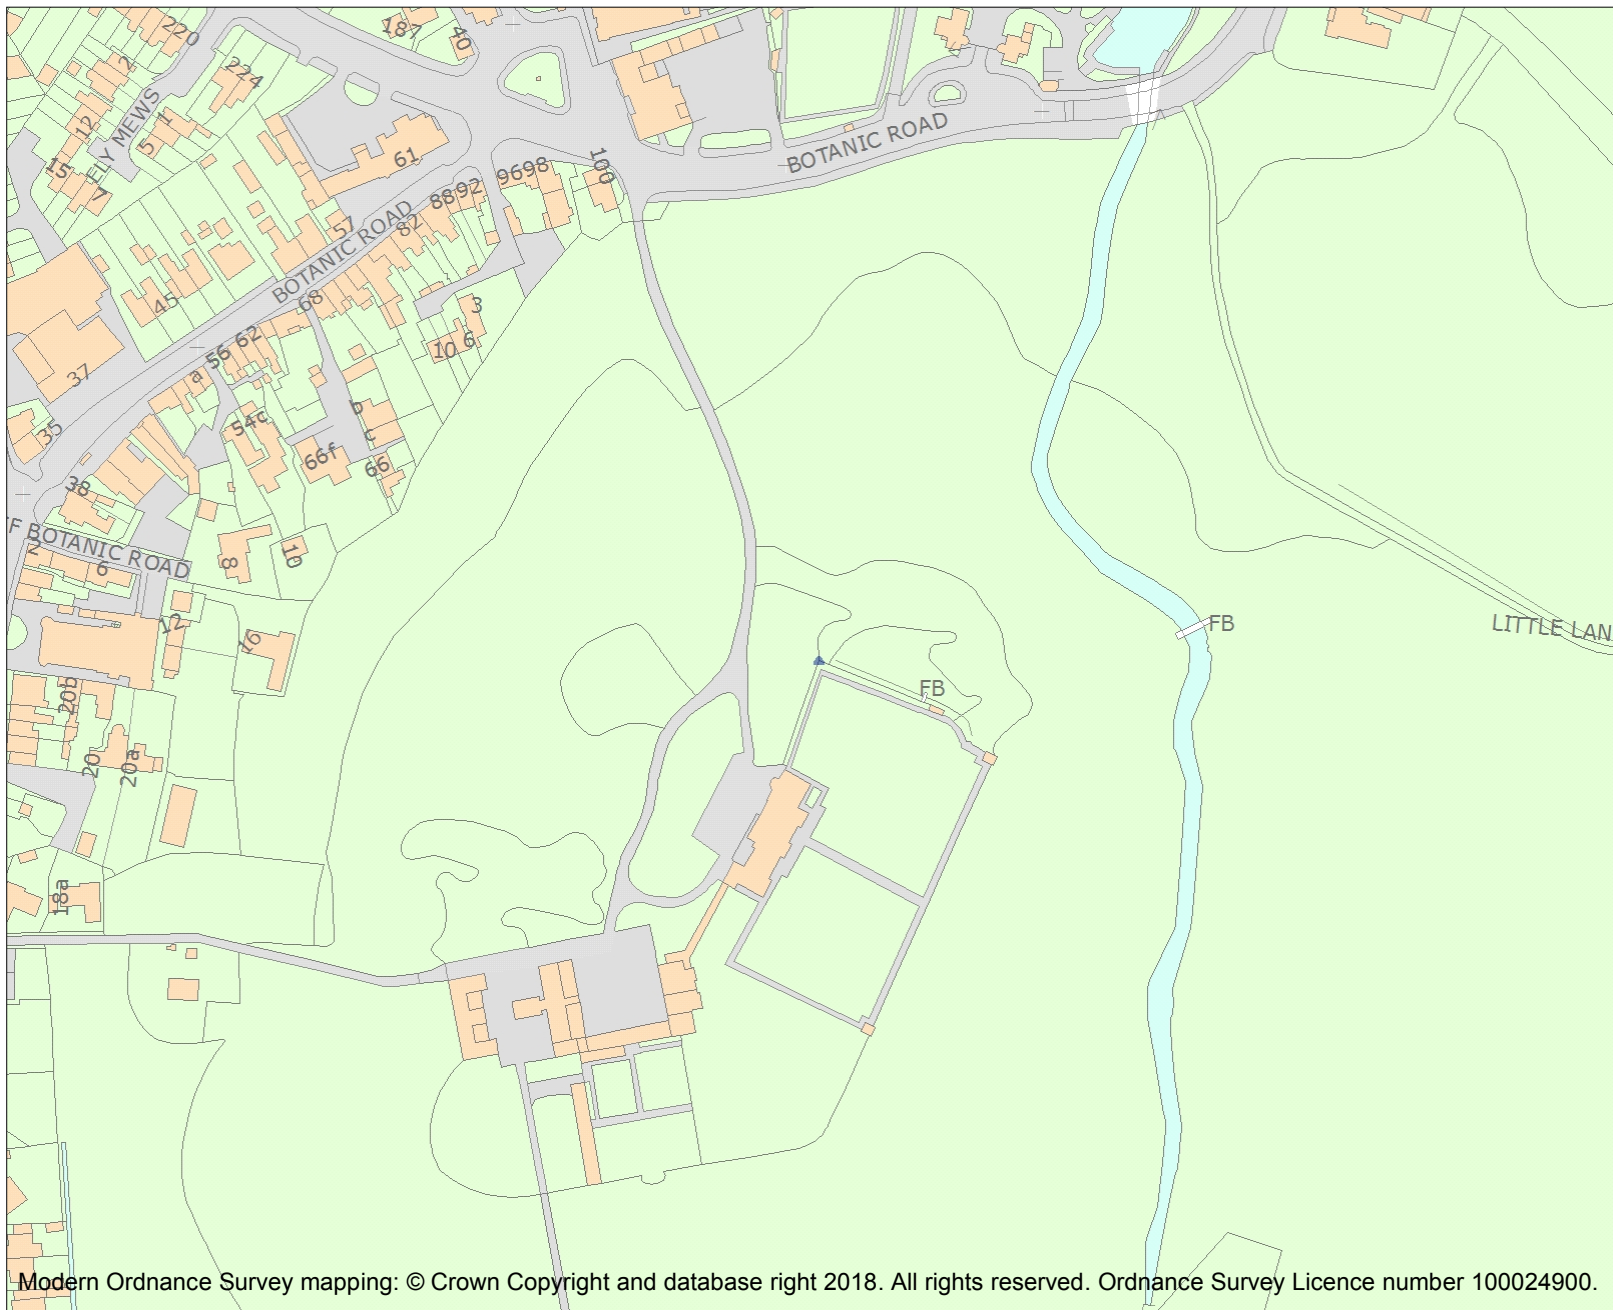 220
187
40
2
224
ELY MEWS
12
1
5
15
7
61
BOTANIC ROAD
9698
100
92
88
82
57
BOTANIC ROAD
45
68
3
6
10
62
56
a
37
35
54c
b
c
66f
66
38
FF BOTANIC ROAD
2
6
8
10
12
16
FB
LITTLE LAN
FB
20b
20
20a
18a
Modern Ordnance Survey mapping: © Crown Copyright and database right 2018. All rights reserved. Ordnance Survey Licence number 100024900.